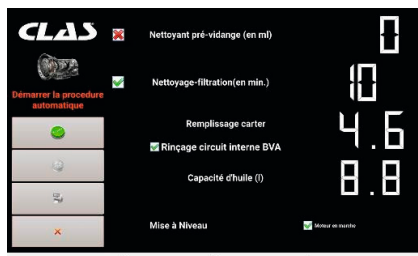 CLAS
Nettoyant pré-vidange (en ml) 0
Nettoyage-filtration(en min.) 10
Démarrer la procedure
automatique
Remplissage carter 4.6
Rinçage circuit interne BVA
Capacité d'huile (l) 8.8
Mise à Niveau
Moteur en marche